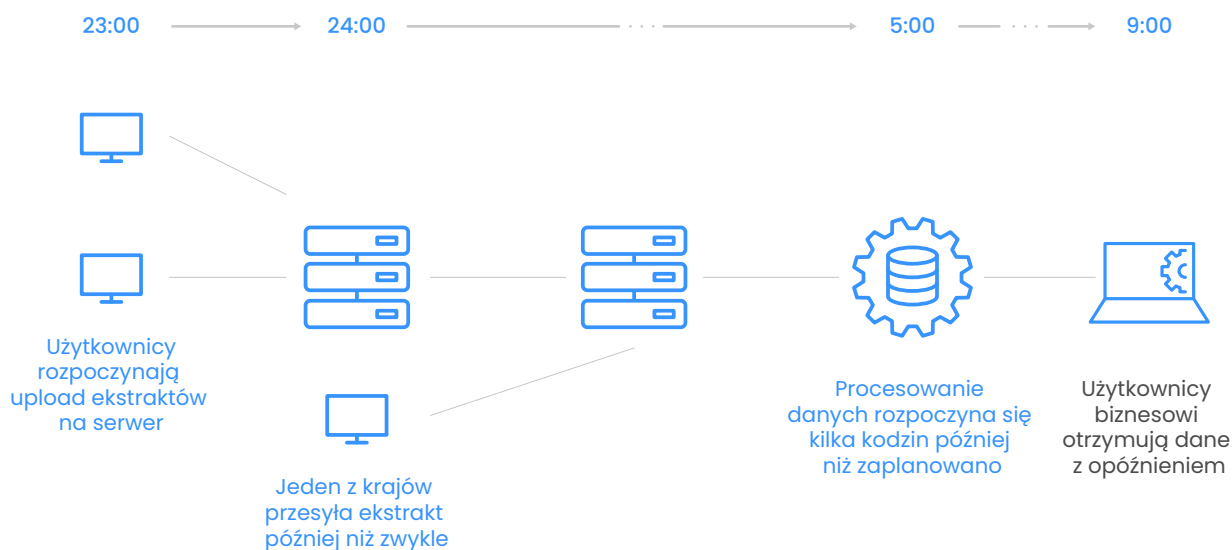 23:00
24:00
5:00
9:00
Użytkownicy
rozpoczynają
upload ekstraktów
na serwer
Jeden z krajów
przesyła ekstrakt
później niż zwykle
Procesowanie
danych rozpoczyna się
kilka kodzin później
niż zaplanowano
Użytkownicy
biznesowi
otrzymują dane
z opóźnieniem